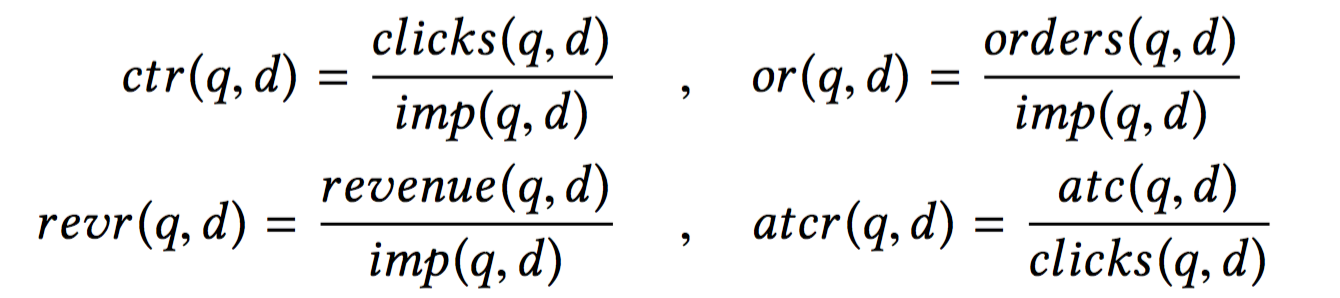 ctr(q, d) = clicks(q, d) / imp(q, d) , or(q, d) = orders(q, d) / imp(q, d)
revr(q, d) = revenue(q, d) / imp(q, d) , atcr(q, d) = atc(q, d) / clicks(q, d)